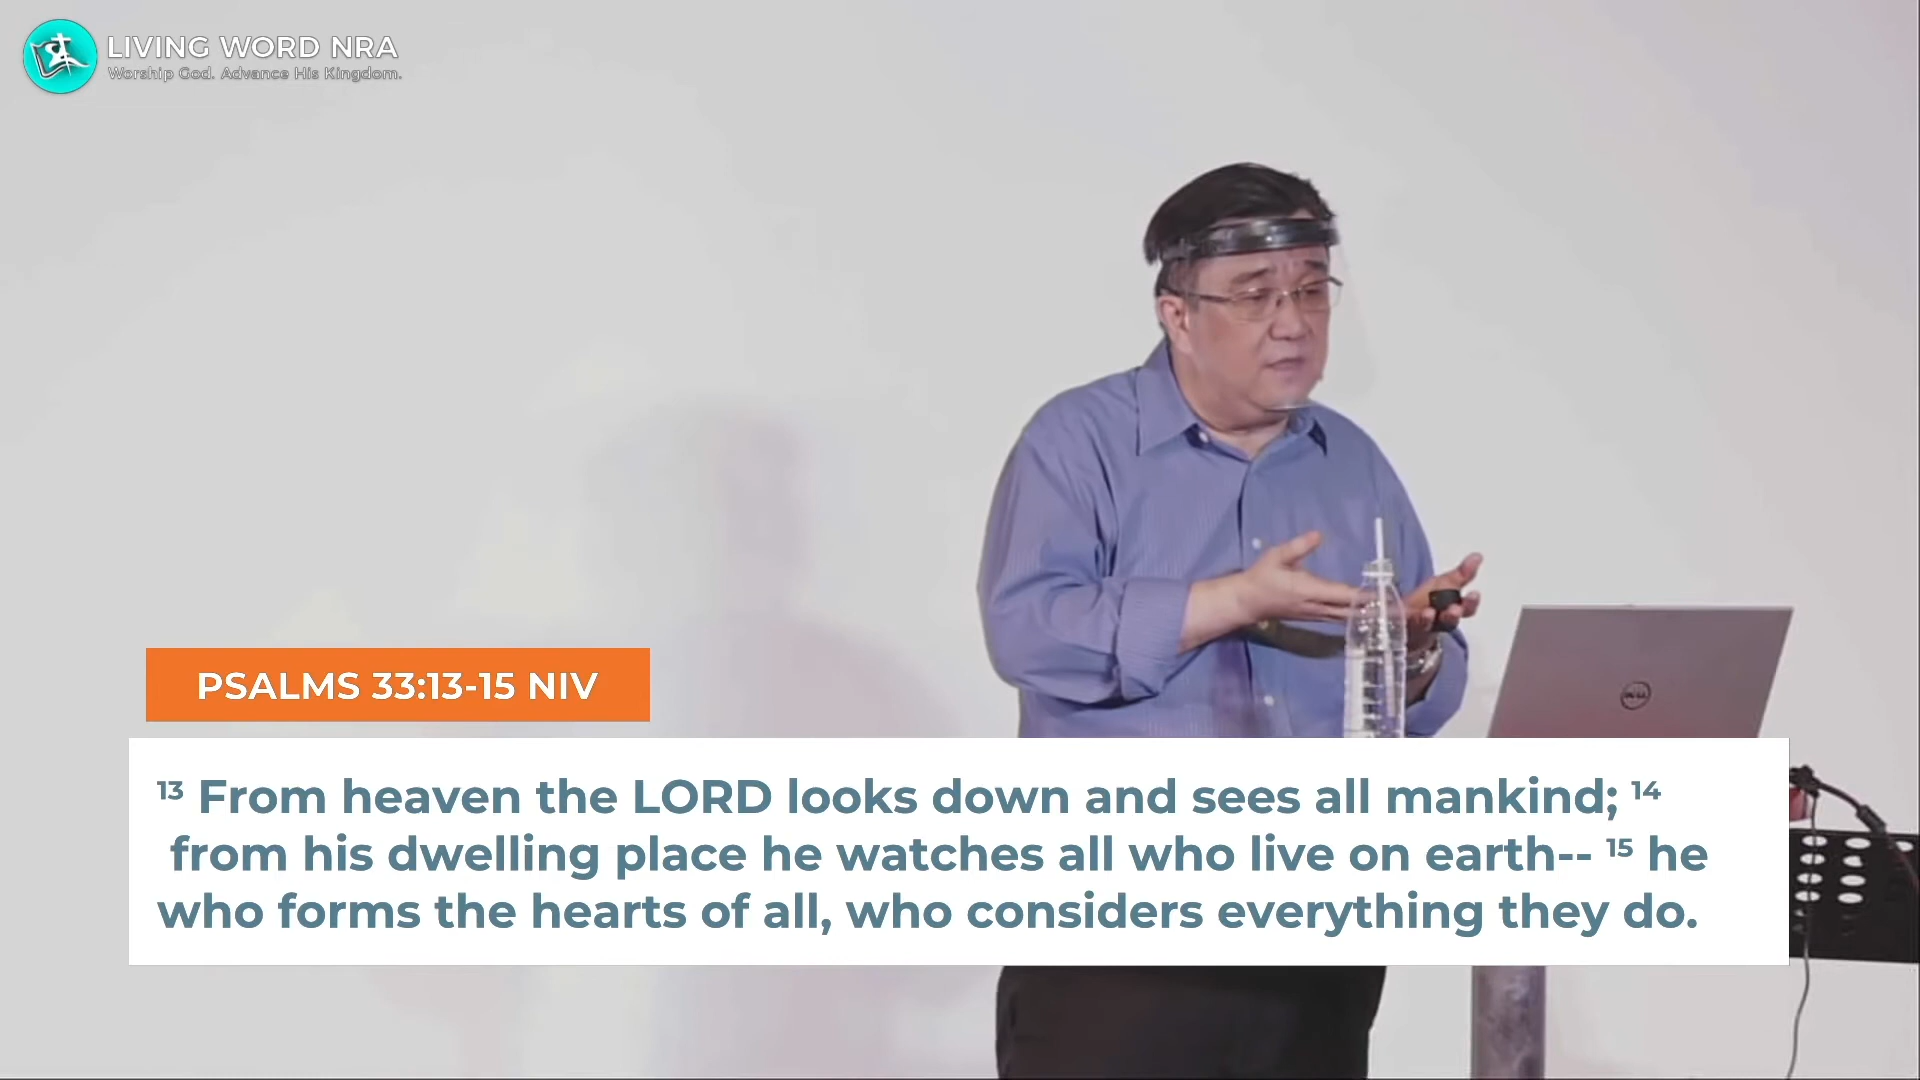 LIVING WORD NRA
Worship God. Advance His Kingdom.
PSALMS 33:13-15 NIV
¹³ From heaven the LORD looks down and sees all mankind; ¹⁴
from his dwelling place he watches all who live on earth-- ¹⁵ he
who forms the hearts of all, who considers everything they do.
DELL